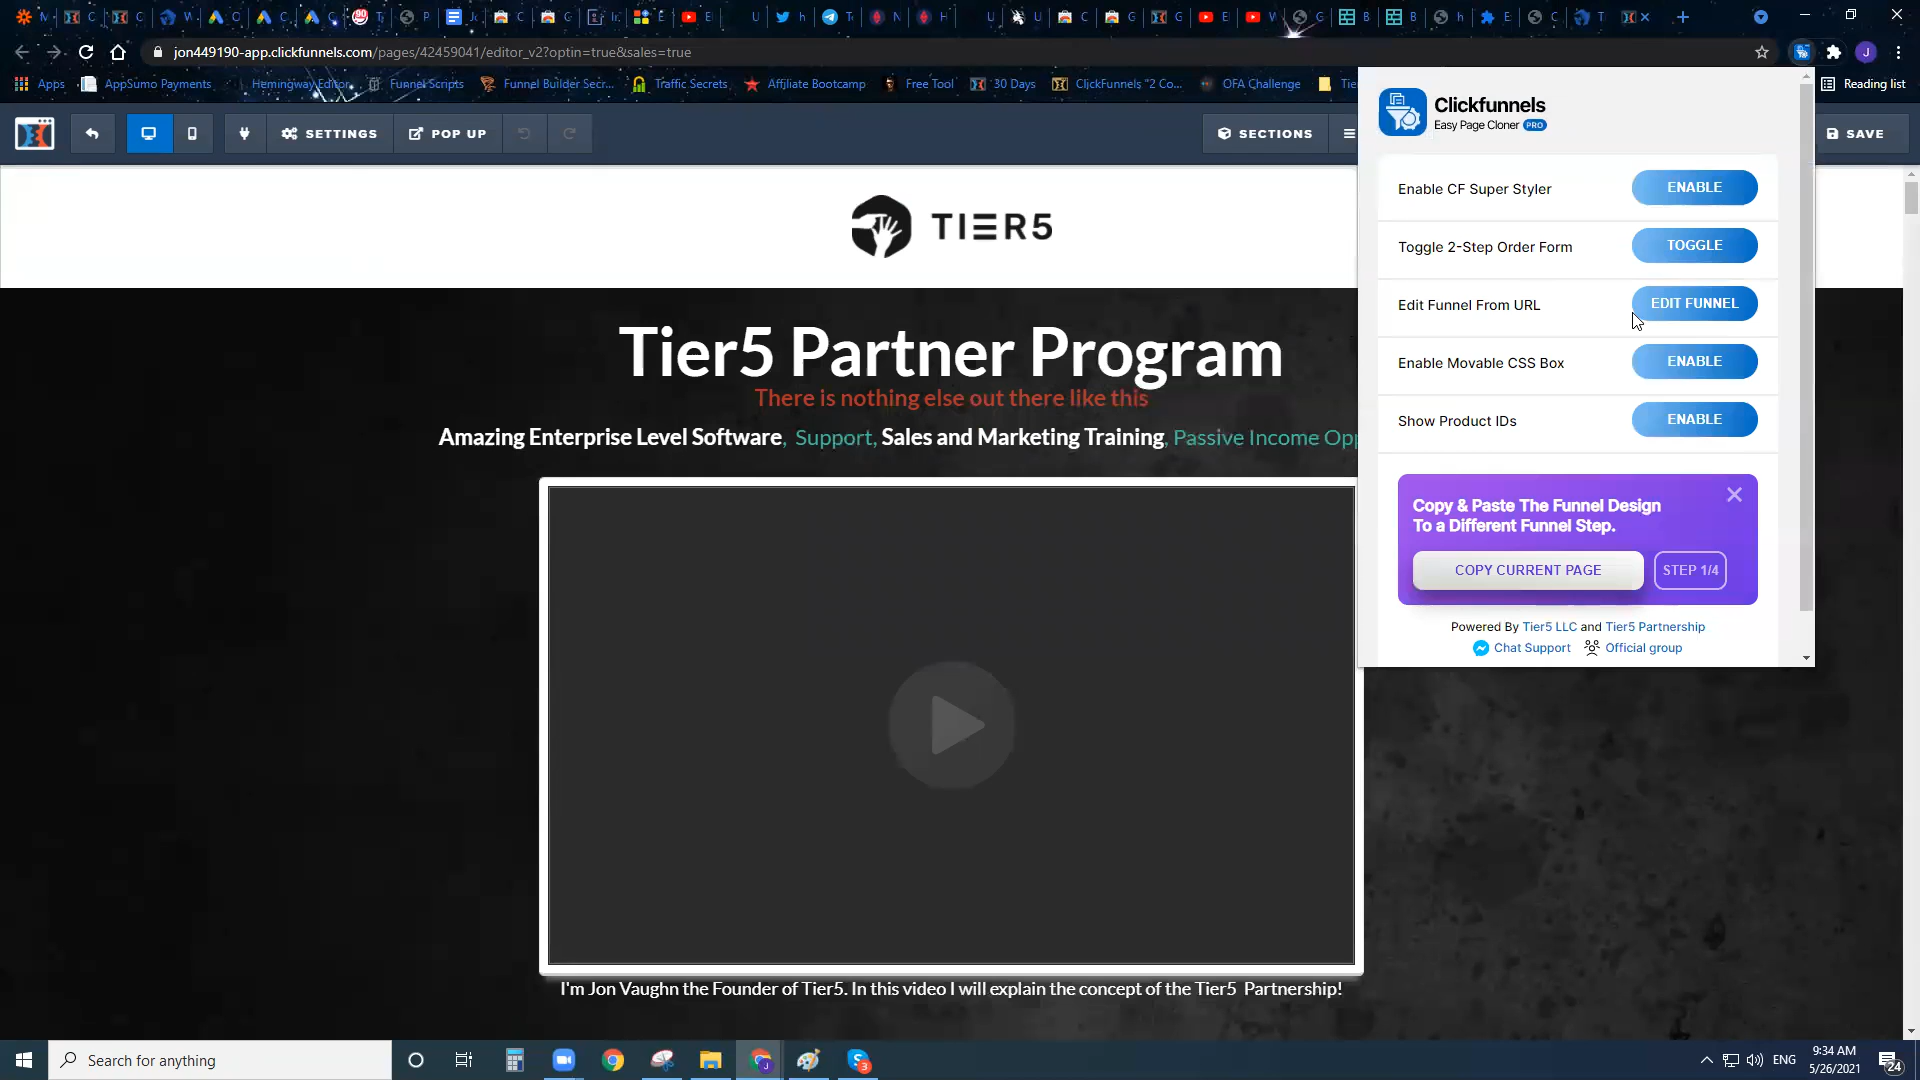 jon449190-app.clickfunnels.com/pages/42459041/editor_v2?optin=true&sales=true
Apps
AppSumo Payments
Hemingway Editor
Funnel Scripts
Funnel Builder Secr...
Traffic Secrets
Affiliate Bootcamp
Free Tool
30 Days
ClickFunnels "2 Co...
OFA Challenge
Reading list
SETTINGS
POP UP
SECTIONS
SAVE
TIER5
Tier5 Partner Program
There is nothing else out there like this
Amazing Enterprise Level Software, Support, Sales and Marketing Training, Passive Income Opp
I'm Jon Vaughn the Founder of Tier5. In this video I will explain the concept of the Tier5 Partnership!
Clickfunnels
Easy Page Cloner PRO
Enable CF Super Styler ENABLE
Toggle 2-Step Order Form TOGGLE
Edit Funnel From URL EDIT FUNNEL
Enable Movable CSS Box ENABLE
Show Product IDs ENABLE
Copy & Paste The Funnel Design
To a Different Funnel Step.
COPY CURRENT PAGE STEP 1/4
Powered By Tier5 LLC and Tier5 Partnership
Chat Support Official group
Search for anything
ENG
9:34 AM
5/26/2021
24